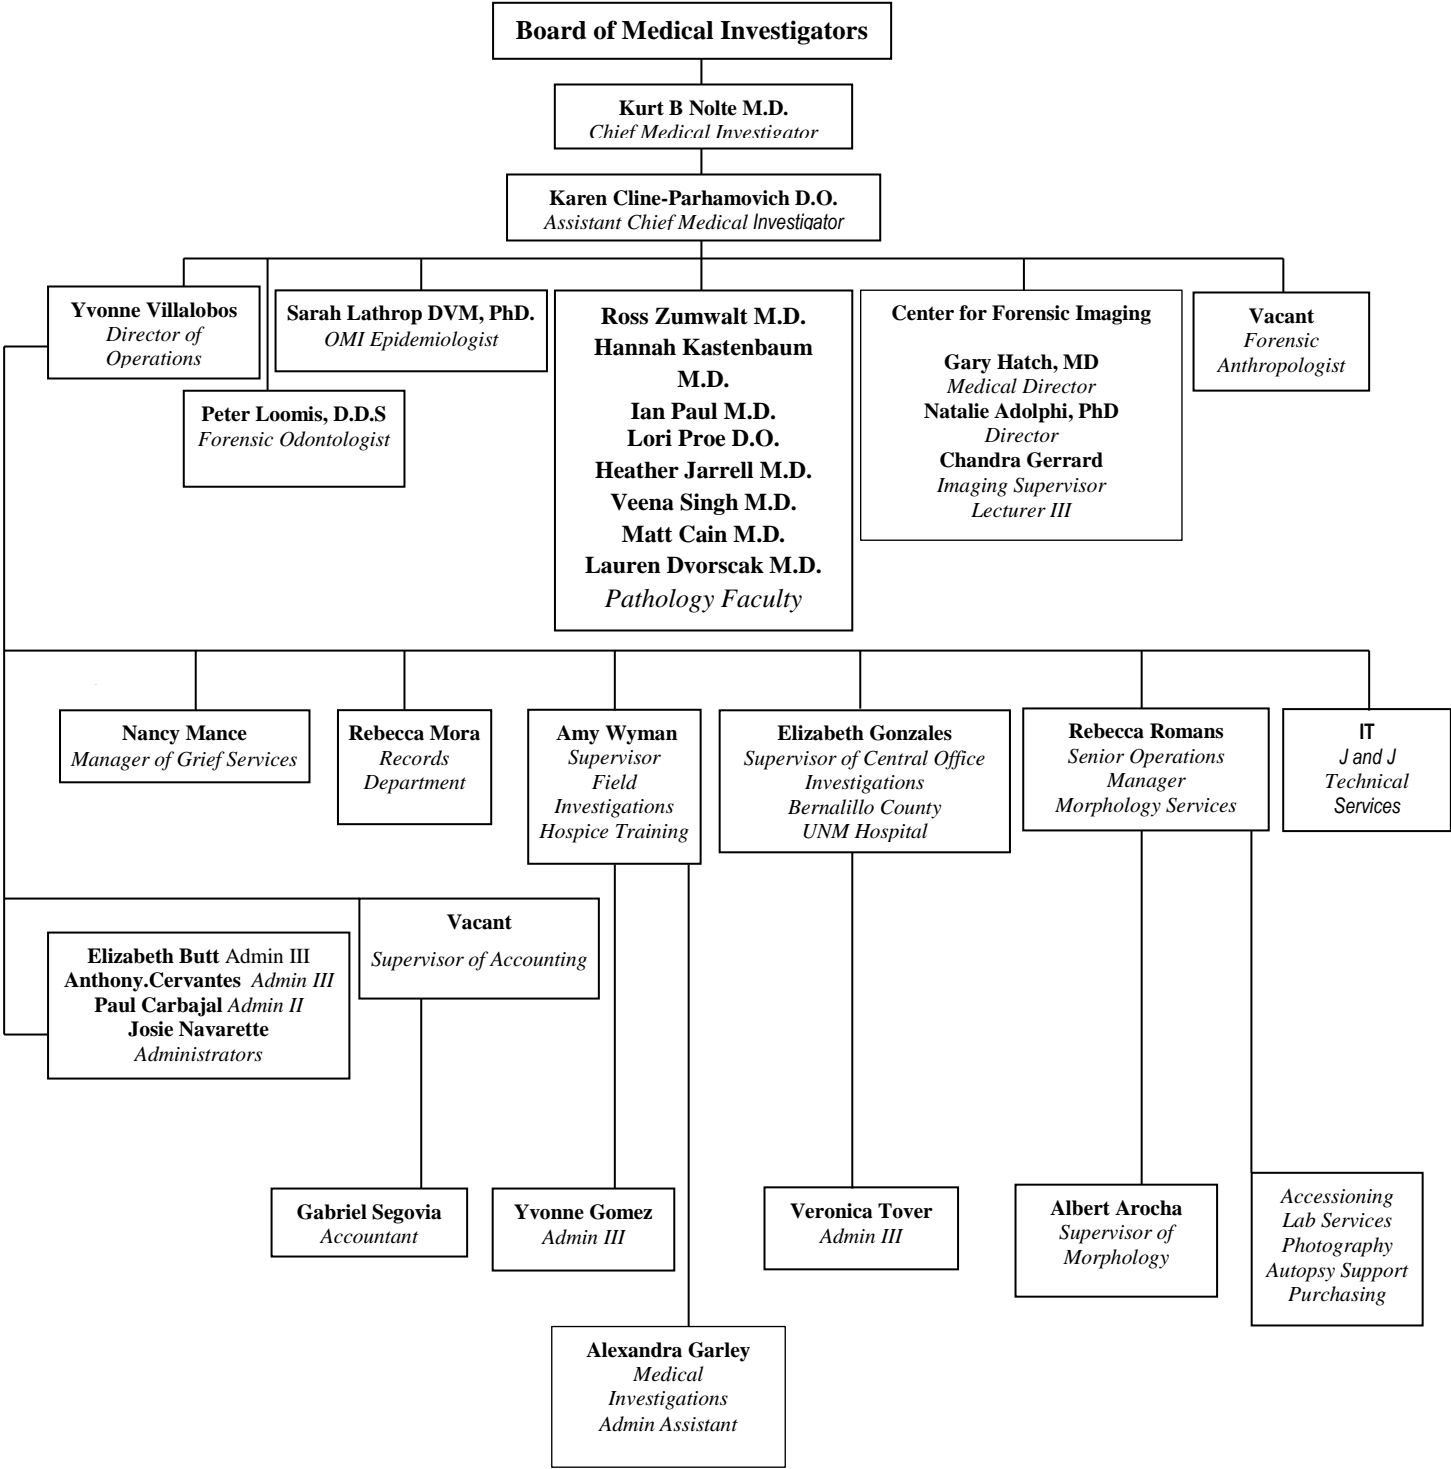 Board of Medical Investigators
Kurt B Nolte M.D.
Chief Medical Investigator
Karen Cline-Parhamovich D.O.
Assistant Chief Medical Investigator
Yvonne Villalobos
Director of
Operations
Peter Loomis, D.D.S
Forensic Odontologist
Sarah Lathrop DVM, PhD.
OMI Epidemiologist
Ross Zumwalt M.D.
Hannah Kastenbaum
M.D.
Ian Paul M.D.
Lori Proe D.O.
Heather Jarrell M.D.
Veena Singh M.D.
Matt Cain M.D.
Lauren Dvorscak M.D.
Pathology Faculty
Center for Forensic Imaging
Gary Hatch, MD
Medical Director
Natalie Adolphi, PhD
Director
Chandra Gerrard
Imaging Supervisor
Lecturer III
Vacant
Forensic
Anthropologist
Nancy Mance
Manager of Grief Services
Rebecca Mora
Records
Department
Amy Wyman
Supervisor
Field
Investigations
Hospice Training
Elizabeth Gonzales
Supervisor of Central Office
Investigations
Bernalillo County
UNM Hospital
Rebecca Romans
Senior Operations
Manager
Morphology Services
IT
J and J
Technical
Services
Elizabeth Butt Admin III
Anthony.Cervantes Admin III
Paul Carbajal Admin II
Josie Navarette
Administrators
Vacant
Supervisor of Accounting
Gabriel Segovia
Accountant
Yvonne Gomez
Admin III
Veronica Tover
Admin III
Albert Arocha
Supervisor of
Morphology
Accessioning
Lab Services
Photography
Autopsy Support
Purchasing
Alexandra Garley
Medical
Investigations
Admin Assistant